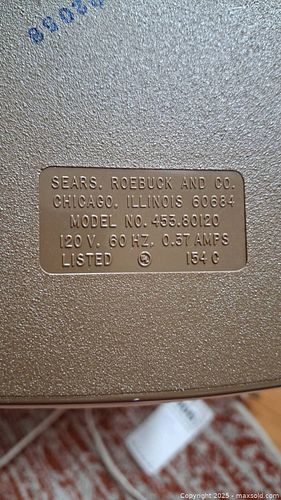 SEARS, ROEBUCK AND CO.
CHICAGO, ILLINOIS 60684
MODEL NO. 453.80120
120 V. 60 HZ. 0.57 AMPS
LISTED UL 154 C
Copyright © 2025 - maxsold.com